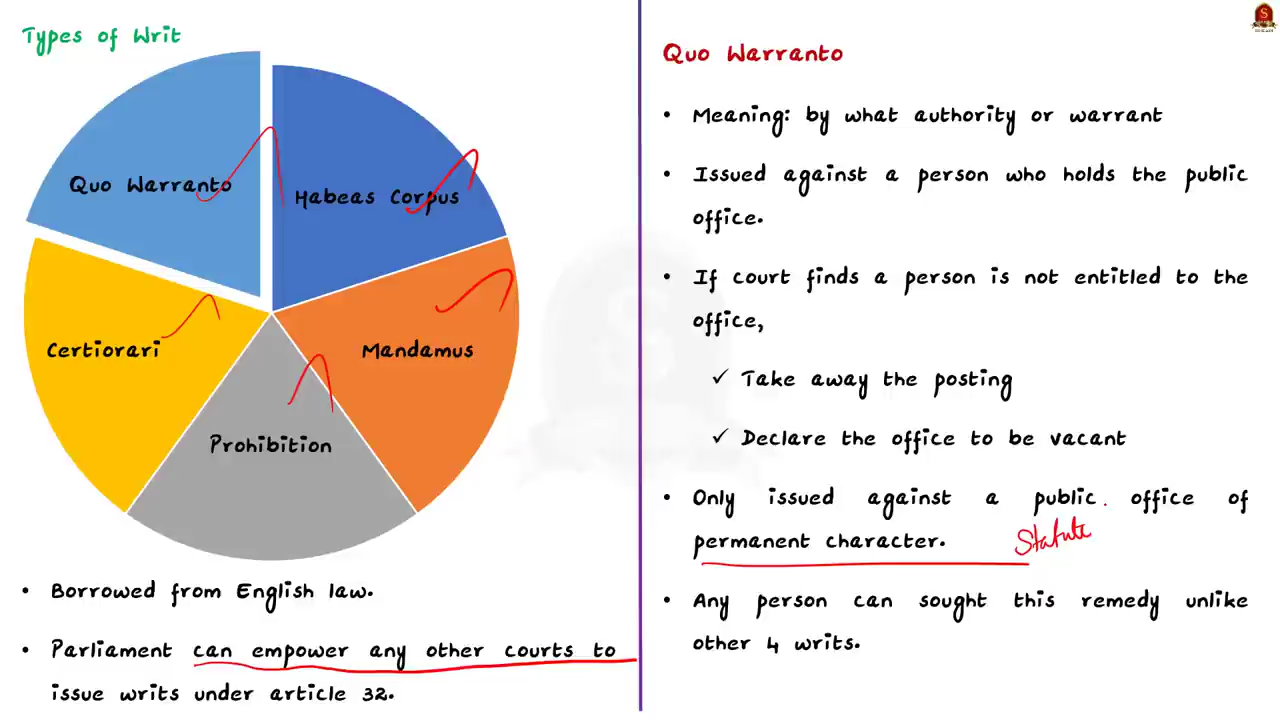 Types of Writ
Quo Warranto
Habeas Corpus
Certiorari
Mandamus
Prohibition
• Borrowed from English law.
• Parliament can empower any other courts to
issue writs under article 32.
Quo Warranto
• Meaning: by what authority or warrant
• Issued against a person who holds the public
office.
• If court finds a person is not entitled to the
office,
✓ Take away the posting
✓ Declare the office to be vacant
• Only issued against a public office of
permanent character. Statute
• Any person can sought this remedy unlike
other 4 writs.